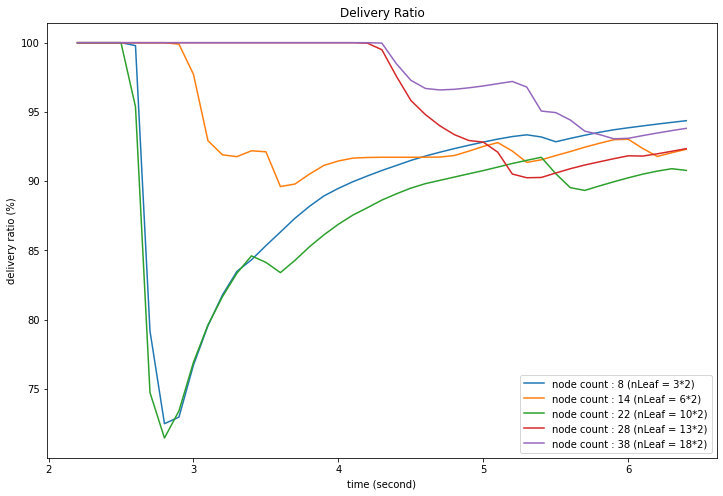 Delivery Ratio
delivery ratio (%)
100
95
90
85
80
75
2
3
4
5
6
time (second)
node count : 8 (nLeaf = 3*2)
node count : 14 (nLeaf = 6*2)
node count : 22 (nLeaf = 10*2)
node count : 28 (nLeaf = 13*2)
node count : 38 (nLeaf = 18*2)